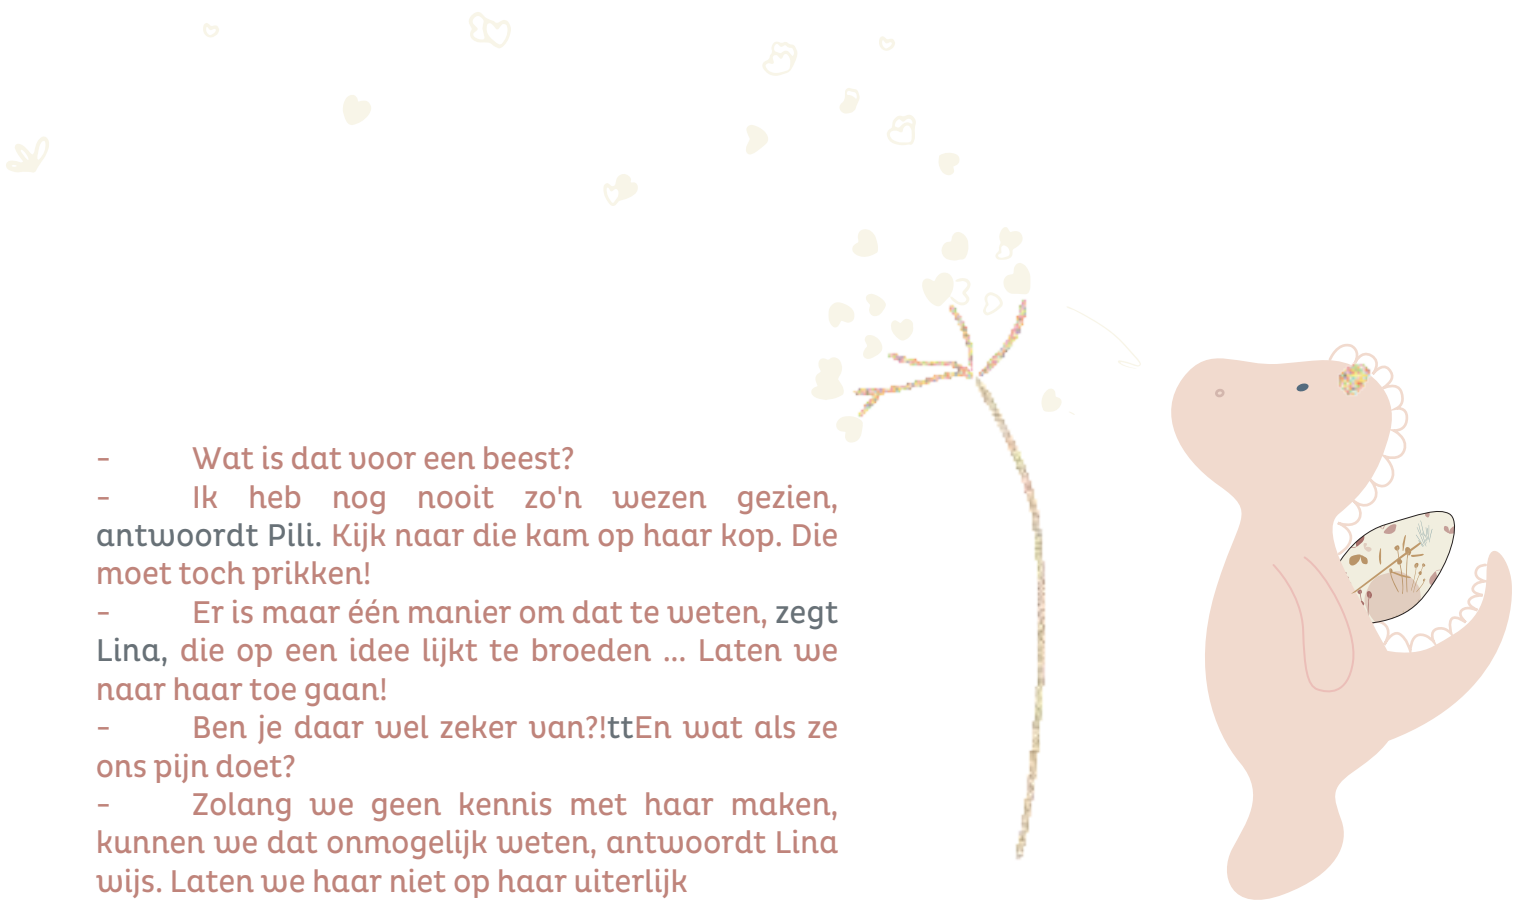 - Wat is dat voor een beest?
- Ik heb nog nooit zo'n wezen gezien,
antwoordt Pili. Kijk naar die kam op haar kop. Die
moet toch prikken!
- Er is maar één manier om dat te weten, zegt
Lina, die op een idee lijkt te broeden ... Laten we
naar haar toe gaan!
- Ben je daar wel zeker van?!ttEn wat als ze
ons pijn doet?
- Zolang we geen kennis met haar maken,
kunnen we dat onmogelijk weten, antwoordt Lina
wijs. Laten we haar niet op haar uiterlijk